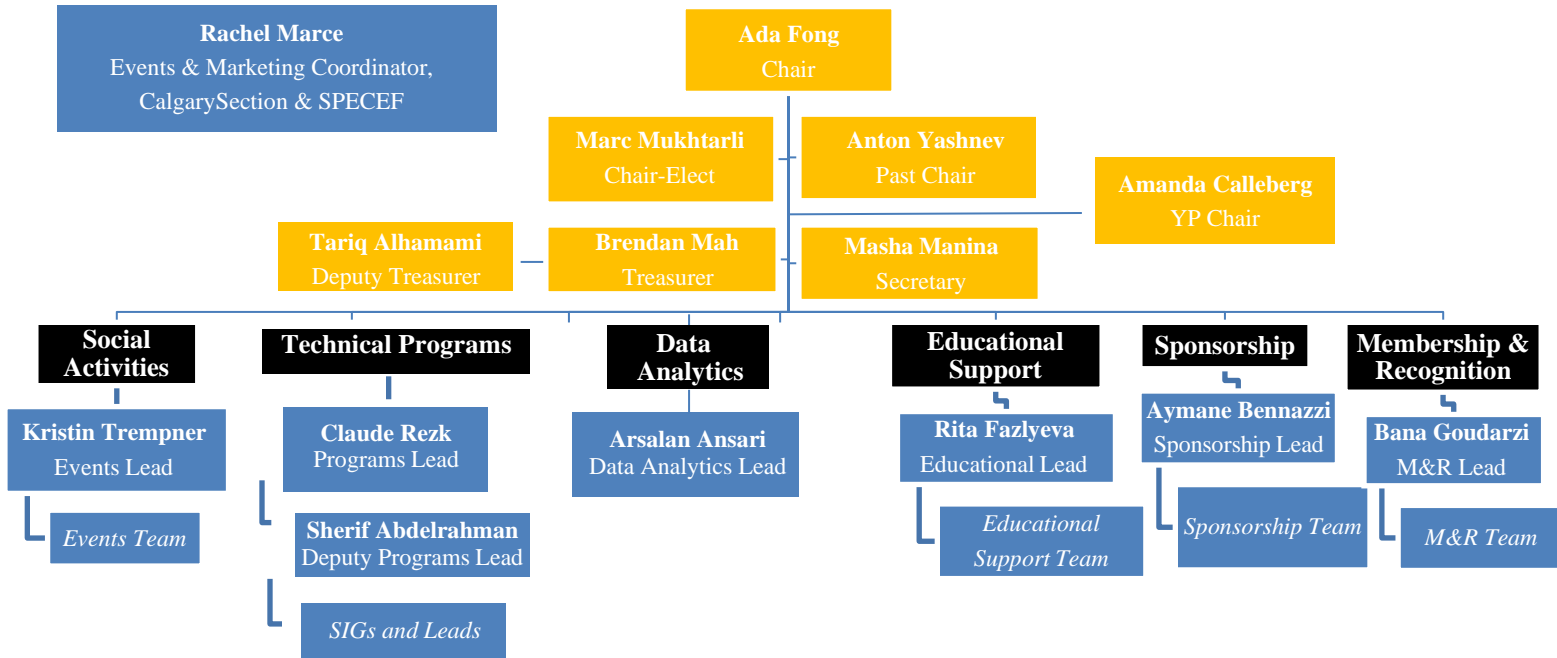 Rachel Marce
Events & Marketing Coordinator,
CalgarySection & SPECEF
Ada Fong
Chair
Marc Mukhtarli
Chair-Elect
Anton Yashnev
Past Chair
Amanda Calleberg
YP Chair
Tariq Alhamami
Deputy Treasurer
Brendan Mah
Treasurer
Masha Manina
Secretary
Social
Activities
Kristin Trempner
Events Lead
Events Team
Technical Programs
Claude Rezk
Programs Lead
Sherif Abdelrahman
Deputy Programs Lead
SIGs and Leads
Data
Analytics
Arsalan Ansari
Data Analytics Lead
Educational
Support
Rita Fazlyeva
Educational Lead
Educational
Support Team
Sponsorship
Aymane Bennazzi
Sponsorship Lead
Sponsorship Team
Membership &
Recognition
Bana Goudarzi
M&R Lead
M&R Team